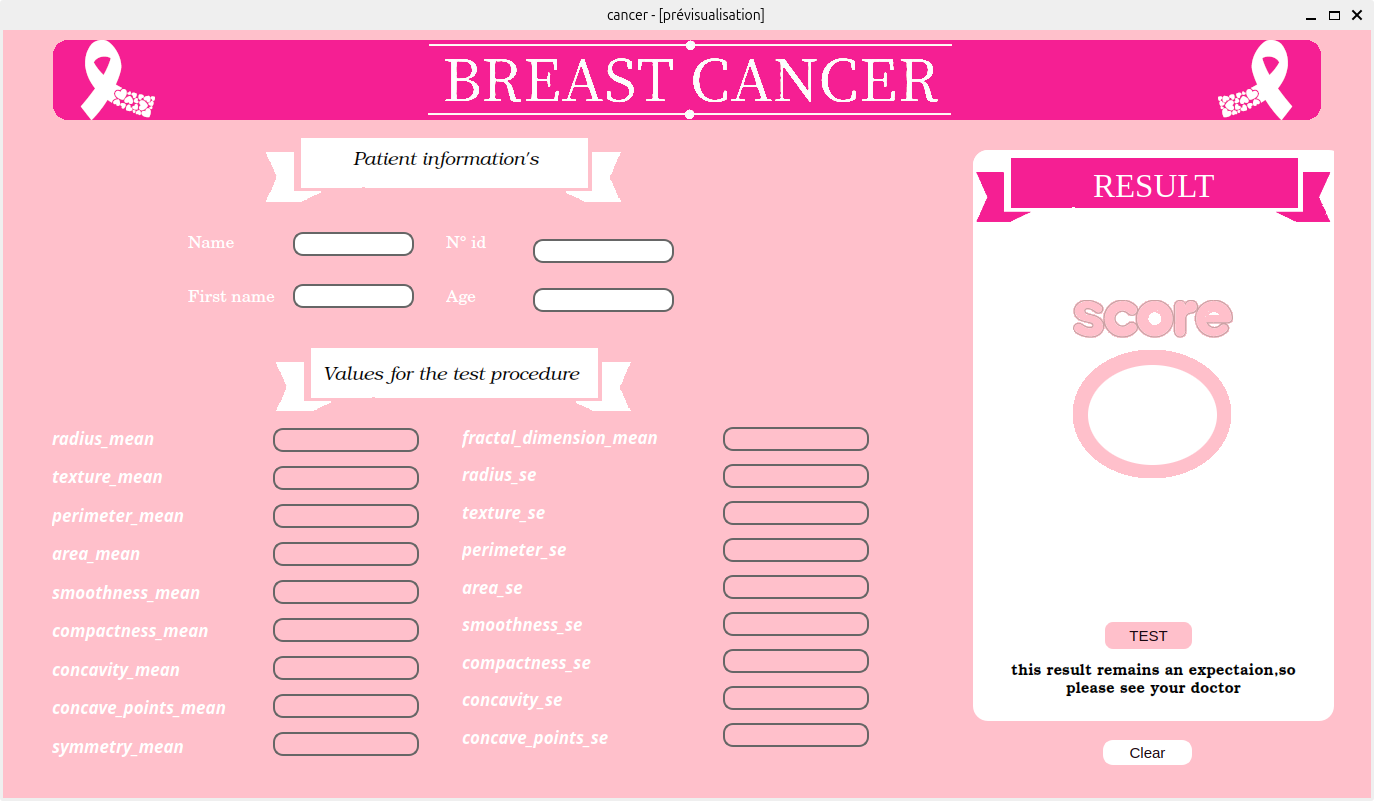 cancer - [prévisualisation]
BREAST CANCER
Patient information's
Name
N° id
First name
Age
Values for the test procedure
radius_mean
texture_mean
perimeter_mean
area_mean
smoothness_mean
compactness_mean
concavity_mean
concave_points_mean
symmetry_mean
fractal_dimension_mean
radius_se
texture_se
perimeter_se
area_se
smoothness_se
compactness_se
concavity_se
concave_points_se
RESULT
score
TEST
this result remains an expectaion,so
please see your doctor
Clear